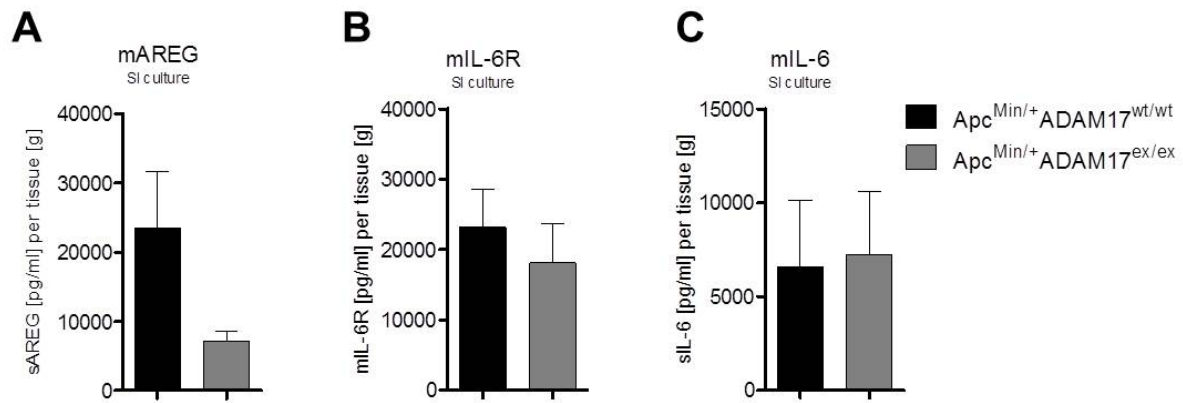 A
mAREG
SI culture
sAREG [pg/ml] per tissue [g]
40000
30000
20000
10000
0
B
mIL-6R
SI culture
mIL-6R [pg/ml] per tissue [g]
40000
30000
20000
10000
0
C
mIL-6
SI culture
sIL-6 [pg/ml] per tissue [g]
15000
10000
5000
0
Apc^Min/+ADAM17^wt/wt
Apc^Min/+ADAM17^ex/ex